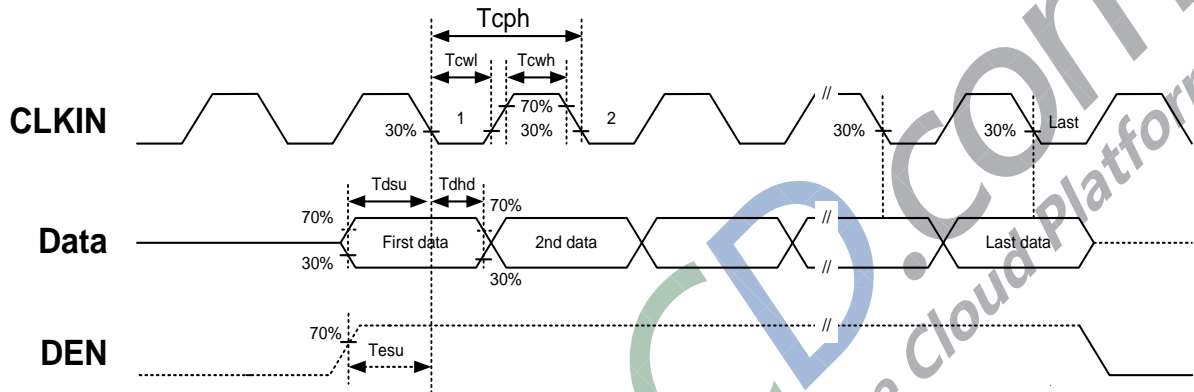 Tcph
Tcwl Tcwh
CLKIN
30% 1 70% 30% 2 // 30% 30% Last
Tdsu Tdhd
70% 70%
Data
First data 2nd data // // Last data
30% 30%
70% //
DEN
Tesu
CD.com
e Cloud Platform